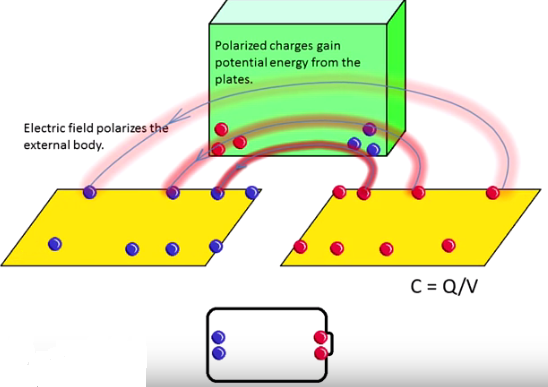 Polarized charges gain
potential energy from the
plates.
Electric field polarizes the
external body.
C = Q/V